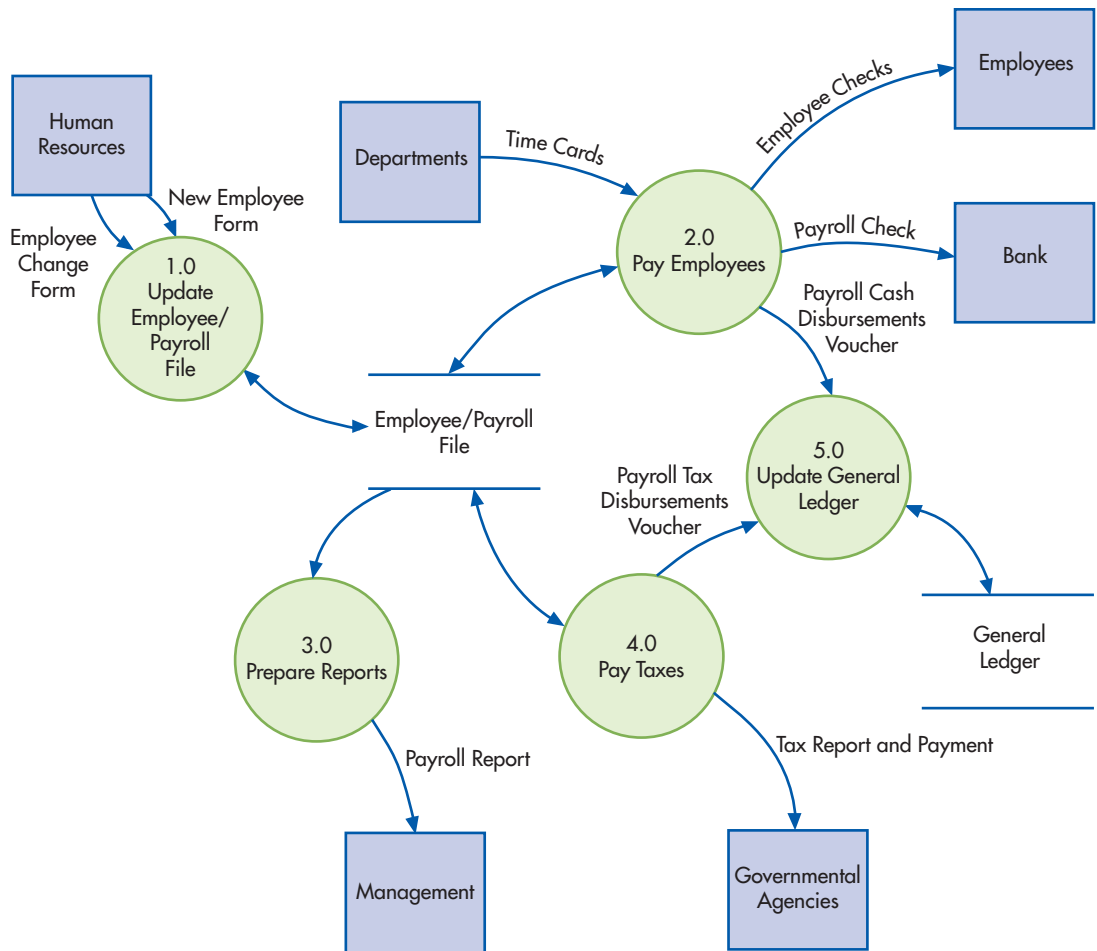 Human
Resources
Departments
Time Cards
Employee Checks
Employees
New Employee
Form
Employee
Change
Form
1.0
Update
Employee/
Payroll
File
2.0
Pay Employees
Payroll Check
Bank
Payroll Cash
Disbursements
Voucher
Employee/Payroll
File
5.0
Update General
Ledger
Payroll Tax
Disbursements
Voucher
General
Ledger
3.0
Prepare Reports
4.0
Pay Taxes
Payroll Report
Tax Report and Payment
Management
Governmental
Agencies